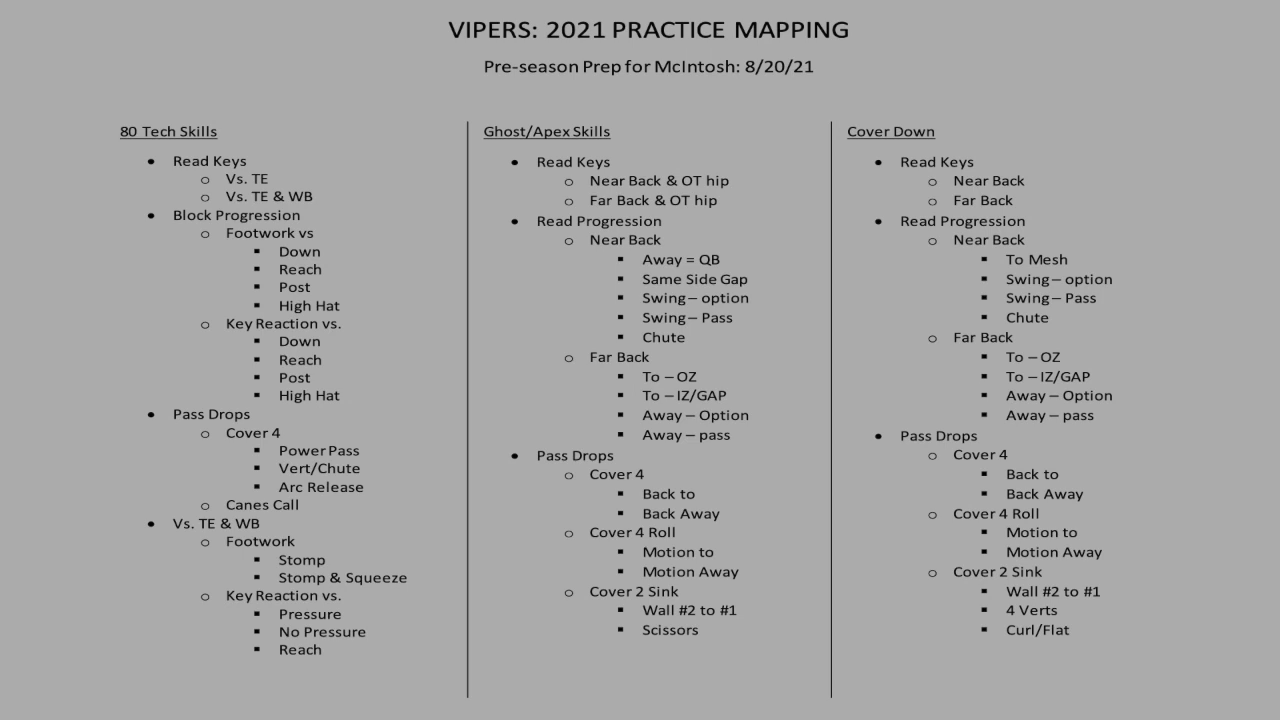 VIPERS: 2021 PRACTICE MAPPING
Pre-season Prep for McIntosh: 8/20/21
80 Tech Skills
• Read Keys
o Vs. TE
o Vs. TE & WB
• Block Progression
o Footwork vs
▪ Down
▪ Reach
▪ Post
▪ High Hat
o Key Reaction vs.
▪ Down
▪ Reach
▪ Post
▪ High Hat
• Pass Drops
o Cover 4
▪ Power Pass
▪ Vert/Chute
▪ Arc Release
o Canes Call
• Vs. TE & WB
o Footwork
▪ Stomp
▪ Stomp & Squeeze
o Key Reaction vs.
▪ Pressure
▪ No Pressure
▪ Reach
Ghost/Apex Skills
• Read Keys
o Near Back & OT hip
o Far Back & OT hip
• Read Progression
o Near Back
▪ Away = QB
▪ Same Side Gap
▪ Swing – option
▪ Swing – Pass
▪ Chute
o Far Back
▪ To – OZ
▪ To – IZ/GAP
▪ Away – Option
▪ Away – pass
• Pass Drops
o Cover 4
▪ Back to
▪ Back Away
o Cover 4 Roll
▪ Motion to
▪ Motion Away
o Cover 2 Sink
▪ Wall #2 to #1
▪ Scissors
Cover Down
• Read Keys
o Near Back
o Far Back
• Read Progression
o Near Back
▪ To Mesh
▪ Swing – option
▪ Swing – Pass
▪ Chute
o Far Back
▪ To – OZ
▪ To – IZ/GAP
▪ Away – Option
▪ Away – pass
• Pass Drops
o Cover 4
▪ Back to
▪ Back Away
o Cover 4 Roll
▪ Motion to
▪ Motion Away
o Cover 2 Sink
▪ Wall #2 to #1
▪ 4 Verts
▪ Curl/Flat